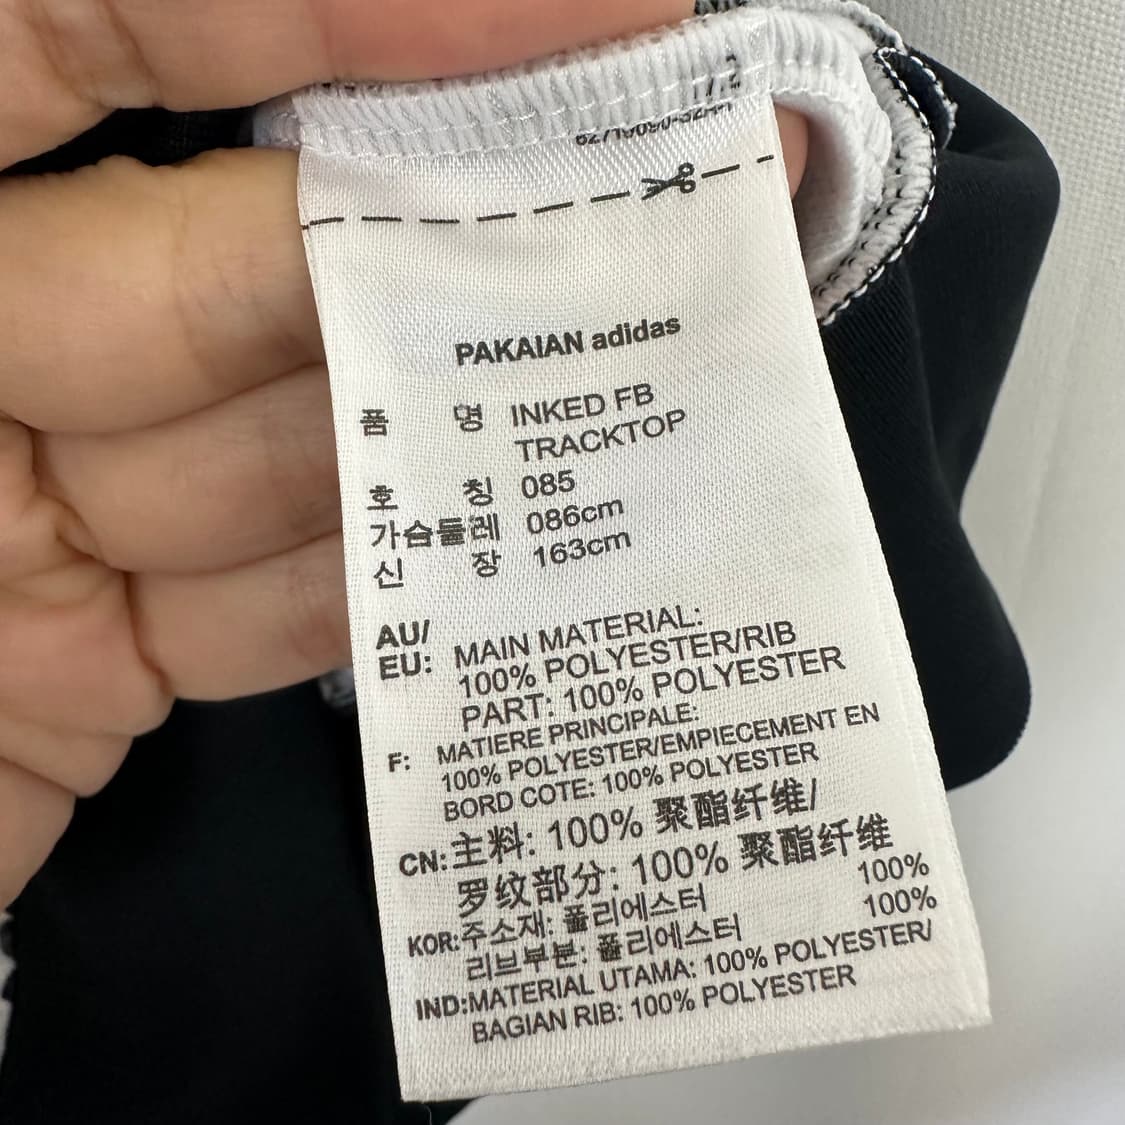 PAKAIAN adidas
품 명 INKED FB
TRACKTOP
호 칭 085
가슴둘레 086cm
신 장 163cm
AU/
EU: MAIN MATERIAL:
100% POLYESTER/RIB
PART: 100% POLYESTER
F: MATIERE PRINCIPALE:
100% POLYESTER/EMPIECEMENT EN
BORD COTE: 100% POLYESTER
CN: 主料: 100% 聚酯纤维/
罗纹部分: 100% 聚酯纤维
KOR: 주소재: 폴리에스터 100%
리브부분: 폴리에스터 100%
IND: MATERIAL UTAMA: 100% POLYESTER/
BAGIAN RIB: 100% POLYESTER